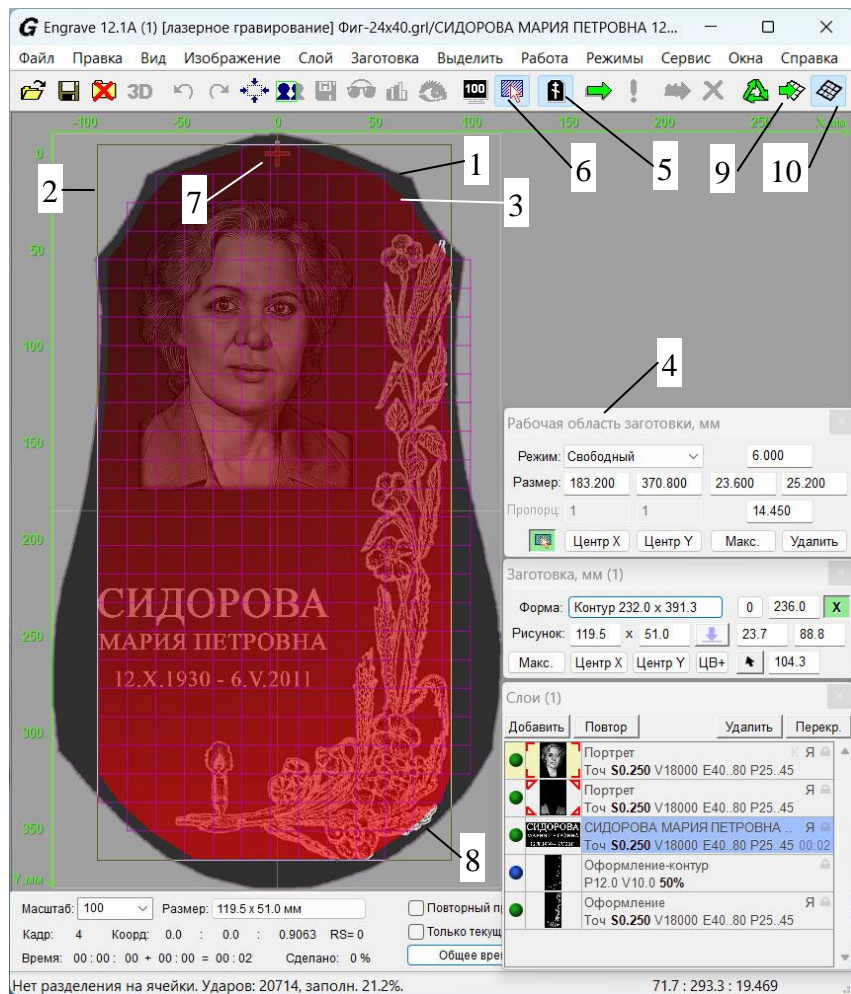 Engrave 12.1A (1) [лазерное гравирование] Фиг-24x40.grl/СИДОРОВА МАРИЯ ПЕТРОВНА 12...
Файл Правка Вид Изображение Слой Заготовка Выделить Работа Режимы Сервис Окна Справка
3D 100
-100 -50 0 50 100 150 200 250 X,мм
0
50
100
150
200
250
300
350
Y,мм
1
2
3
4
5
6
7
8
9
10
СИДОРОВА
МАРИЯ ПЕТРОВНА
12.X.1930 - 6.V.2011
Рабочая область заготовки, мм
Режим: Свободный 6.000
Размер: 183.200 370.800 23.600 25.200
Пропорц: 1 1 14.450
Центр X Центр Y Макс. Удалить
Заготовка, мм (1)
Форма: Контур 232.0 x 391.3 0 236.0 X
Рисунок: 119.5 x 51.0 23.7 88.8
Макс. Центр X Центр Y ЦВ+ 104.3
Слои (1)
Добавить Повтор Удалить Перекр.
Портрет К Я
Точ S0.250 V18000 E40..80 P25..45
Портрет Я
Точ S0.250 V18000 E40..80 P25..45
СИДОРОВА МАРИЯ ПЕТРОВНА .. Я
Точ S0.250 V18000 E40..80 P25..45 00:02
Оформление-контур
P12.0 V10.0 50%
Оформление Я
Точ S0.250 V18000 E40..80 P25..45
Масштаб: 100 Размер: 119.5 x 51.0 мм Повторный п
Кадр: 4 Коорд: 0.0 : 0.0 : 0.9063 RS= 0 Только текущ
Время: 00:00: 00 + 00:00 = 00:02 Сделано: 0 % Общее вре
Нет разделения на ячейки. Ударов: 20714, заполн. 21.2%. 71.7 : 293.3 : 19.469